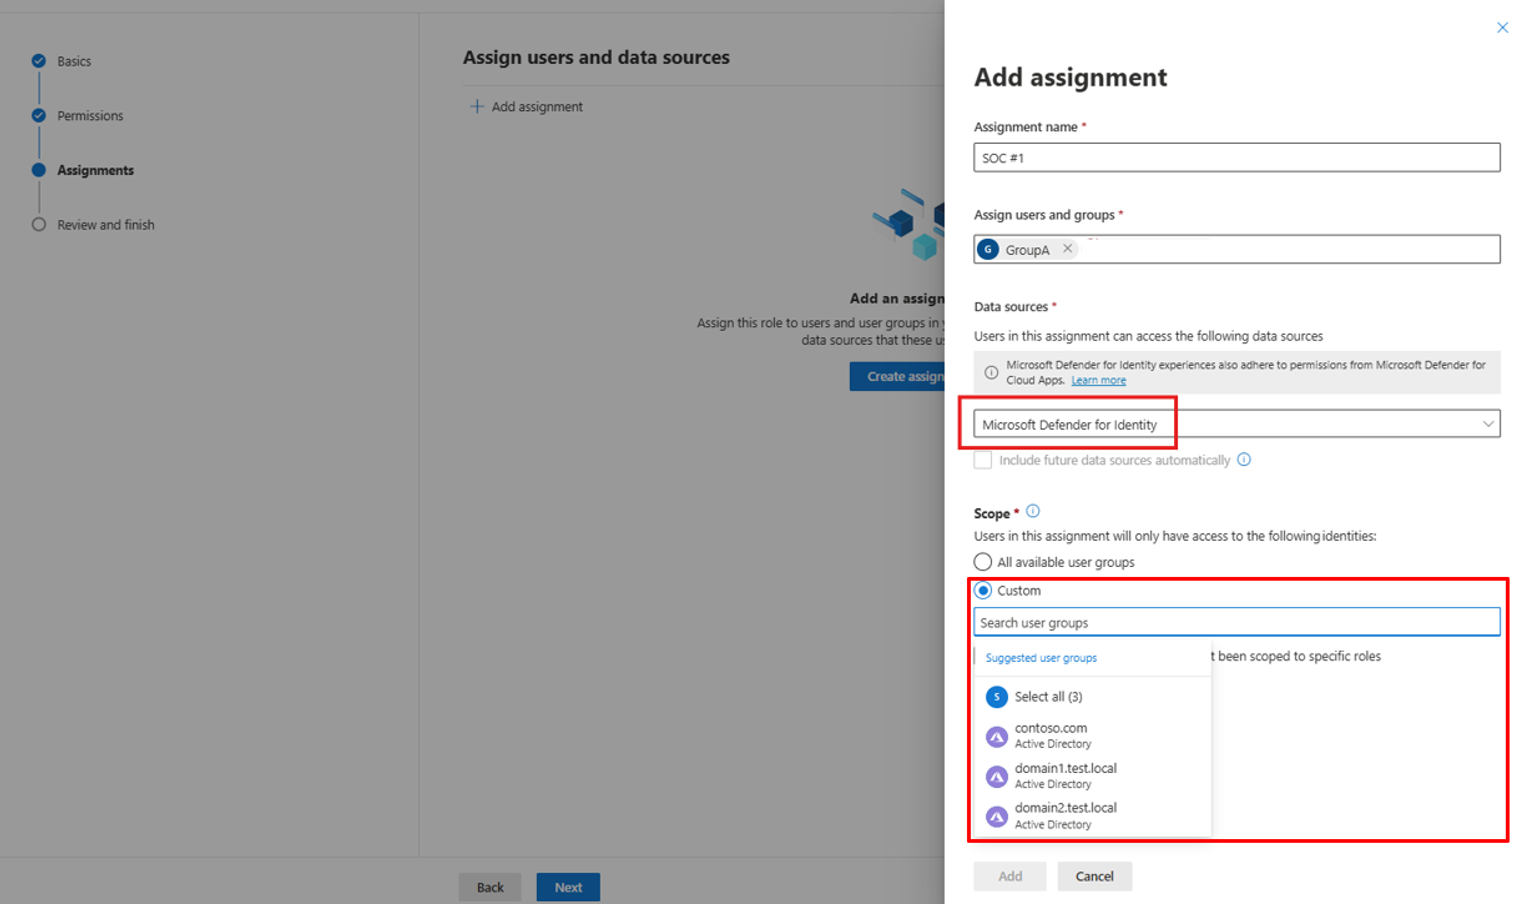 Basics
Permissions
Assignments
Review and finish
Assign users and data sources
Add assignment
Add an assign
Assign this role to users and user groups in
data sources that these
Create assign
Back
Next
Add assignment
Assignment name *
SOC #1
Assign users and groups *
G GroupA
Data sources *
Users in this assignment can access the following data sources
Microsoft Defender for Identity experiences also adhere to permissions from Microsoft Defender for
Cloud Apps. Learn more
Microsoft Defender for Identity
Include future data sources automatically
Scope *
Users in this assignment will only have access to the following identities:
All available user groups
Custom
Search user groups
Suggested user groups
t been scoped to specific roles
S Select all (3)
contoso.com
Active Directory
domain1.test.local
Active Directory
domain2.test.local
Active Directory
Add
Cancel